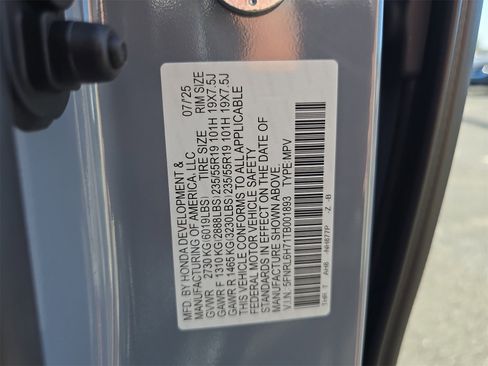 MFD. BY HONDA DEVELOPMENT & 07/'25
MANUFACTURING OF AMERICA, LLC
TIRE SIZE RIM SIZE
GVWR 2730 KG(6019LBS)
GAWR F 1310 KG(2888LBS) 235/55R19 101H 19X7.5J
GAWR R 1465 KG(3230LBS) 235/55R19 101H 19X7.5J
THIS VEHICLE CONFORMS TO ALL APPLICABLE
FEDERAL MOTOR VEHICLE SAFETY
STANDARDS IN EFFECT ON THE DATE OF
MANUFACTURE SHOWN ABOVE.
V.I.N. 5FNRL6H71TB001893 TYPE:MPV
THR T AH8 -NH877P -Z -B